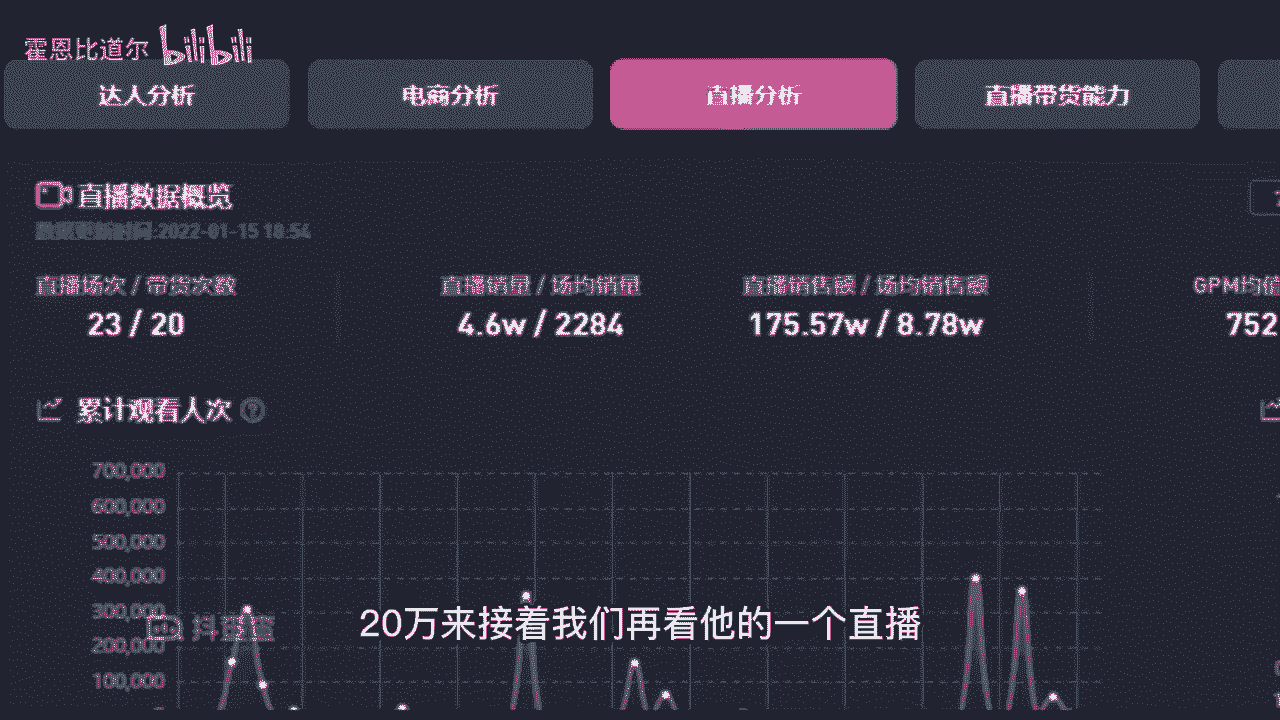 霍恩比道尔 bilibili
达人分析 电商分析 直播分析 直播带货能力
直播数据概览
数据更新时间:2022-01-15 18:54
直播场次 / 带货次数 直播销量 / 场均销量 直播销售额 / 场均销售额 GPM均值
23 / 20 4.6w / 2284 175.57w / 8.78w 752
累计观看人次 ?
700,000
600,000
500,000
400,000
300,000
200,000
100,000
20万来接着我们再看他的一个直播